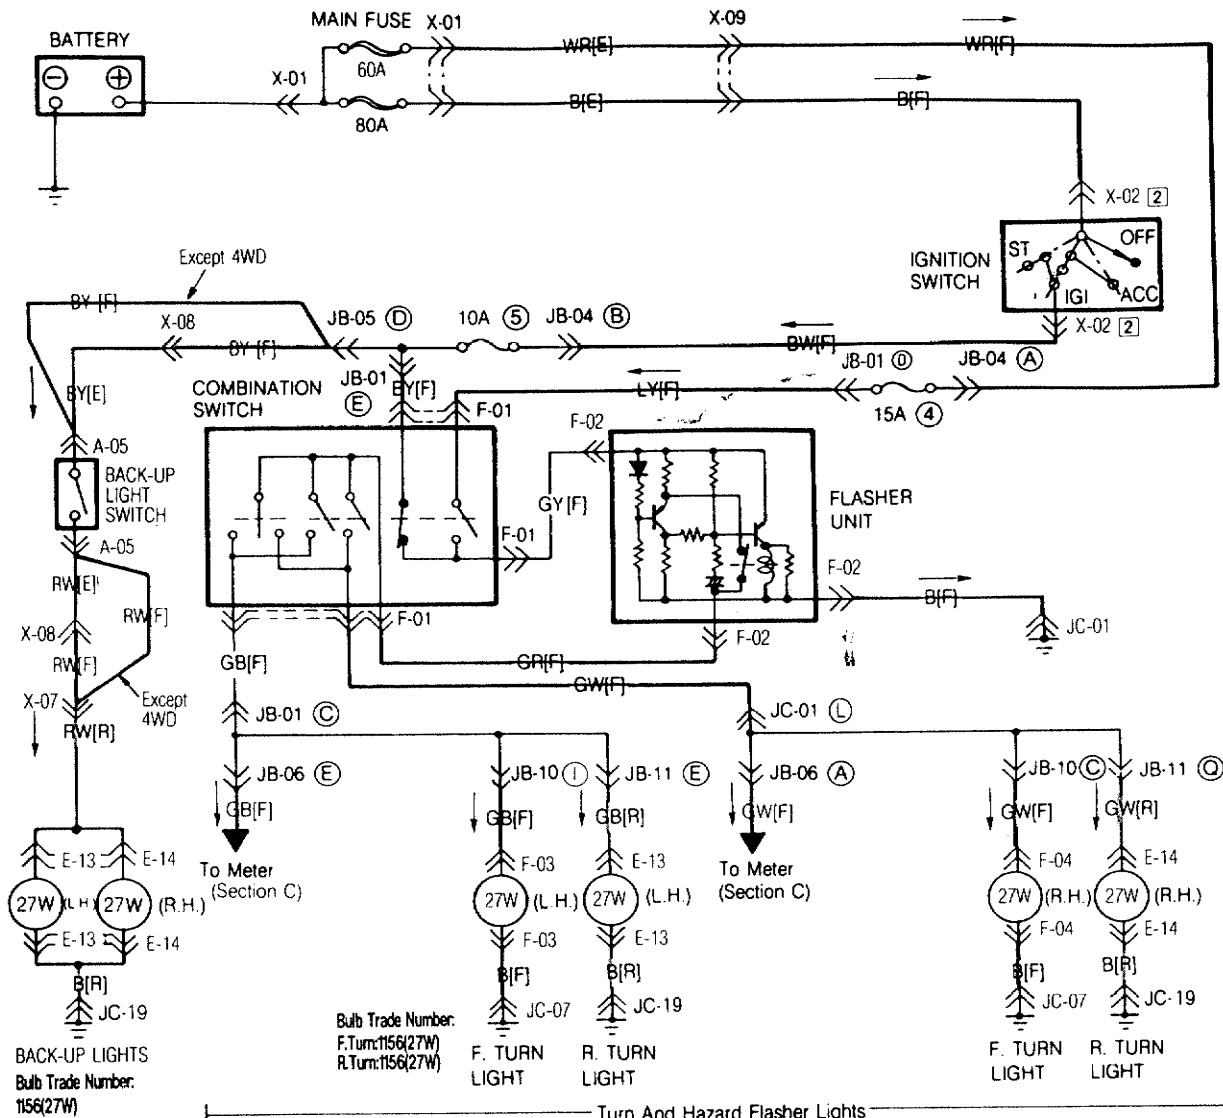 MAIN FUSE
X-01
X-09
BATTERY
WR[E]
WR[F]
60A
X-01
B[E]
B[F]
80A
X-02 2
Except 4WD
IGNITION
SWITCH
ST
OFF
IGI
ACC
BY [F]
X-08
JB-05 D
10A 5
JB-04 B
X-02 2
BY [F]
BW[F]
JB-01 D
JB-04 A
BY[E]
COMBINATION
SWITCH
JB-01
E
BY[F]
LY[F]
15A 4
F-01
F-02
A-05
BACK-UP
LIGHT
SWITCH
GY[F]
FLASHER
UNIT
A-05
F-01
RW[E]
F-02
RW[F]
B[F]
X-08
F-01
F-02
JC-01
RW[F]
GB[F]
GR[F]
GW[F]
X-07
Except
4WD
RW[R]
JB-01 C
JC-01 L
JB-06 E
JB-10 I
JB-11 E
JB-06 A
JB-10 C
JB-11 Q
GB[F]
GB[F]
GB[R]
GW[F]
GW[F]
GW[R]
E-13
E-14
To Meter
(Section C)
F-03
E-13
To Meter
(Section C)
F-04
E-14
27W (L.H.)
27W (R.H.)
27W (L.H.)
27W (L.H.)
27W (R.H.)
27W (R.H.)
E-13
E-14
F-03
E-13
F-04
E-14
B[R]
B[F]
B[R]
B[F]
B[R]
JC-19
JC-07
JC-19
JC-07
JC-19
BACK-UP LIGHTS
Bulb Trade Number:
1156(27W)
Bulb Trade Number:
F.Turn:1156(27W)
R.Turn:1156(27W)
F. TURN
LIGHT
R. TURN
LIGHT
F. TURN
LIGHT
R. TURN
LIGHT
Turn And Hazard Flasher Lights